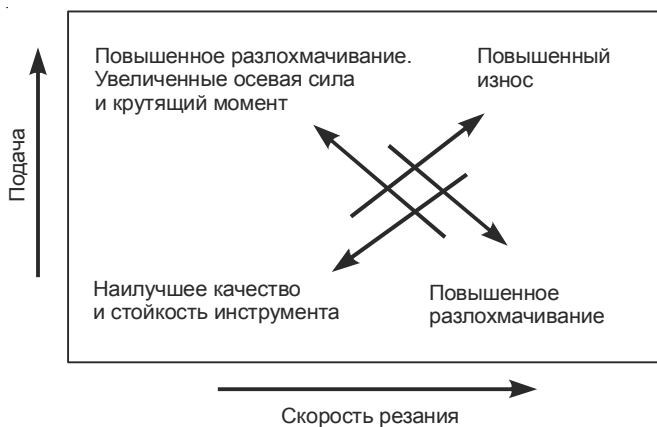 Повышенное разлохмачивание.
Увеличенные осевая сила
и крутящий момент
Повышенный
износ
Подача
Наилучшее качество
и стойкость инструмента
Повышенное
разлохмачивание
Скорость резания